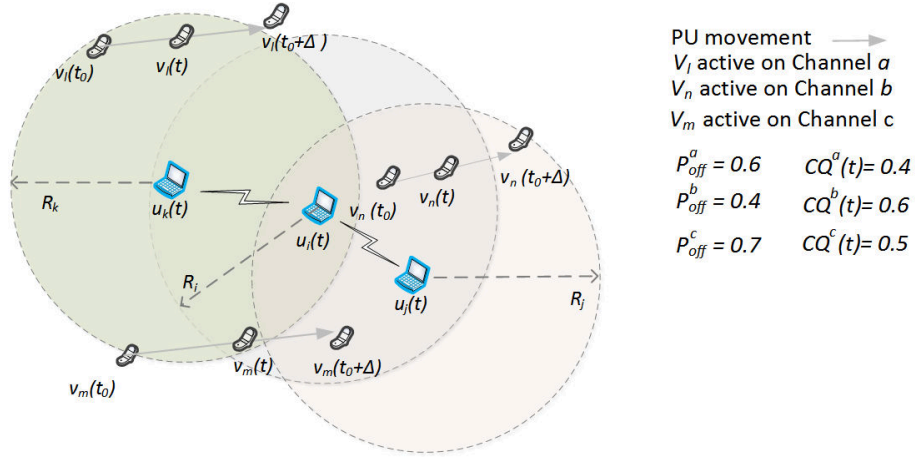 v_l(t_0+Δ)
v_l(t_0)
v_l(t)
R_k
u_k(t)
u_i(t)
v_n (t_0)
v_n(t)
v_n (t_0+Δ)
R_i
u_j(t)
R_j
v_m(t_0)
v_m(t)
v_m(t_0+Δ)
PU movement
V_l active on Channel a
V_n active on Channel b
V_m active on Channel c
P^a_off = 0.6 CQ^a(t)= 0.4
P^b_off = 0.4 CQ^b(t)= 0.6
P^c_off = 0.7 CQ^c(t)= 0.5